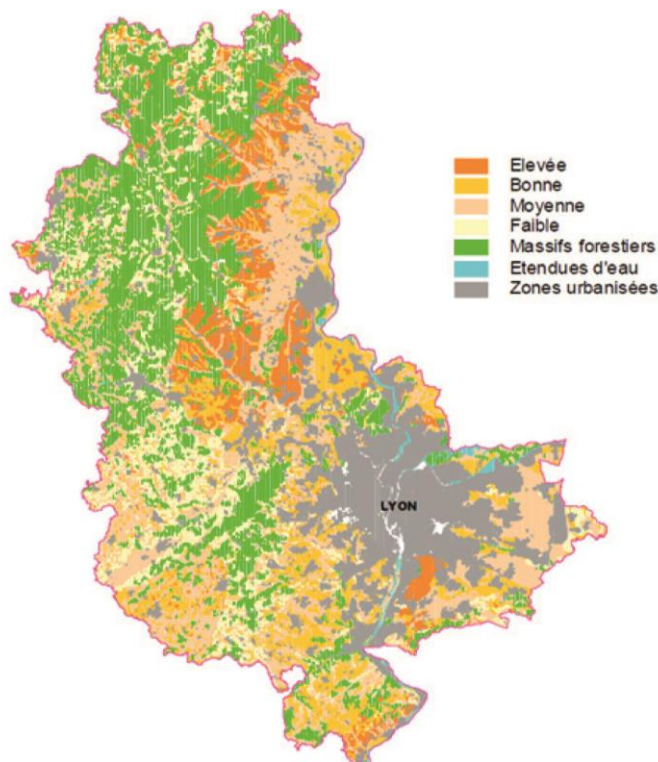 Elevée
Bonne
Moyenne
Faible
Massifs forestiers
Etendues d'eau
Zones urbanisées
LYON